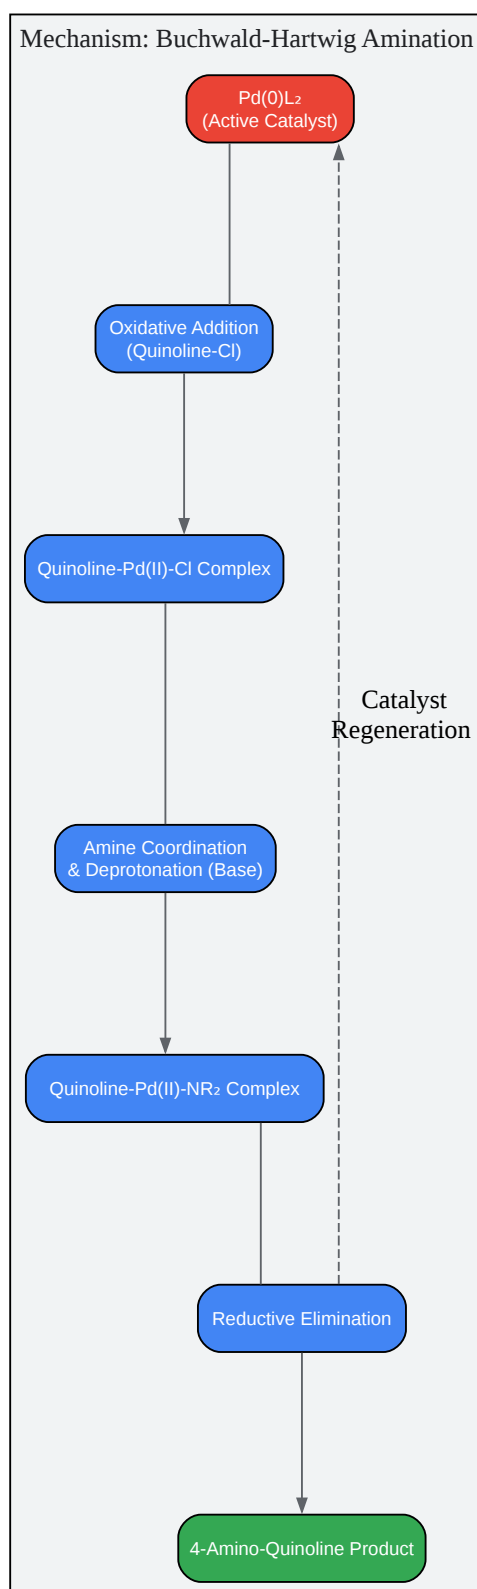 Mechanism: Buchwald-Hartwig Amination
Pd(0)L₂
(Active Catalyst)
Oxidative Addition
(Quinoline-Cl)
Quinoline-Pd(II)-Cl Complex
Catalyst
Regeneration
Amine Coordination
& Deprotonation (Base)
Quinoline-Pd(II)-NR₂ Complex
Reductive Elimination
4-Amino-Quinoline Product